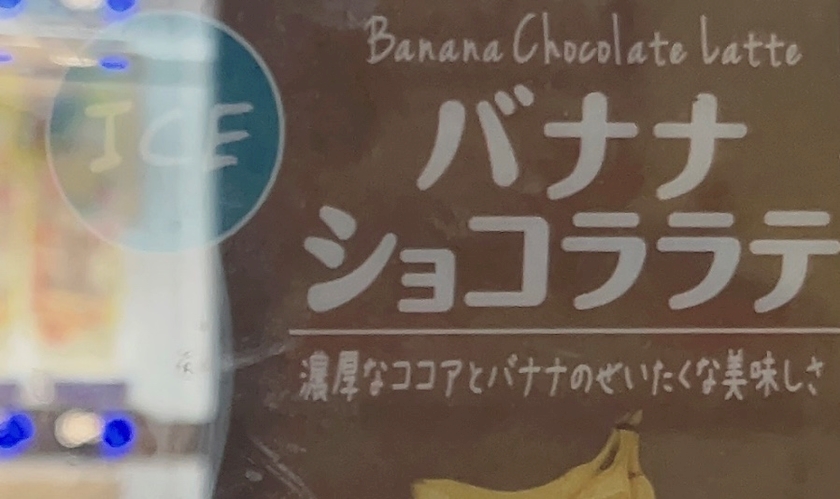 Banana Chocolate Latte
ICE
バナナ
ショコララテ
濃厚なココアとバナナのぜいたくな美味しさ